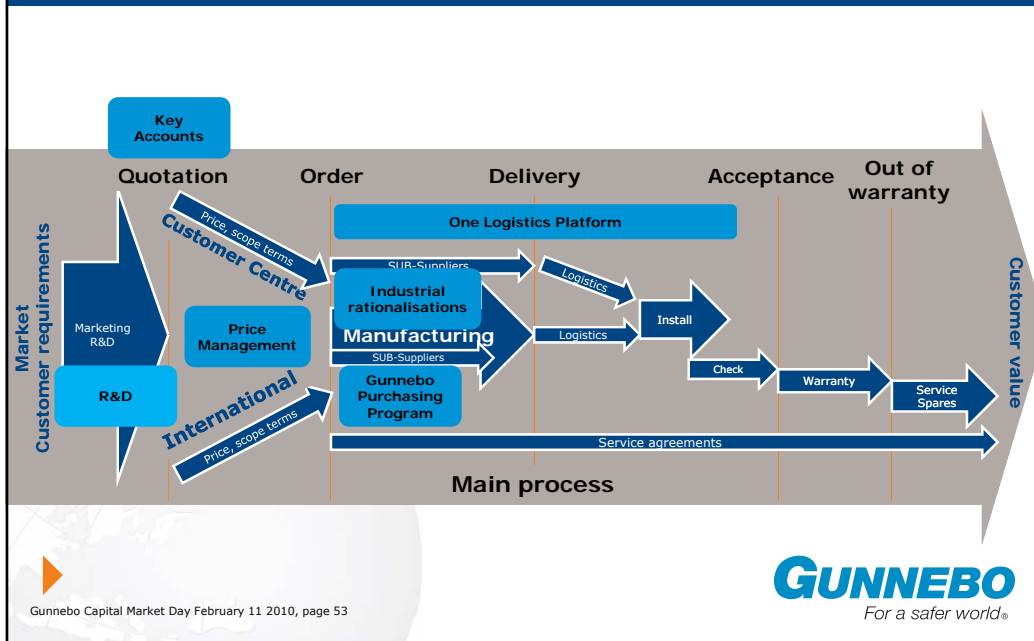 Key
Accounts
Quotation
Order
Delivery
Acceptance
Out of
warranty
Market
Customer requirements
Customer value
Price, scope terms
Customer Centre
One Logistics Platform
SUB-Suppliers
Logistics
Industrial
rationalisations
Marketing
R&D
Price
Management
Manufacturing
Logistics
Install
SUB-Suppliers
R&D
Gunnebo
Purchasing
Program
Check
Warranty
Service
Spares
International
Price, scope terms
Service agreements
Main process
Gunnebo Capital Market Day February 11 2010, page 53
GUNNEBO
For a safer world®